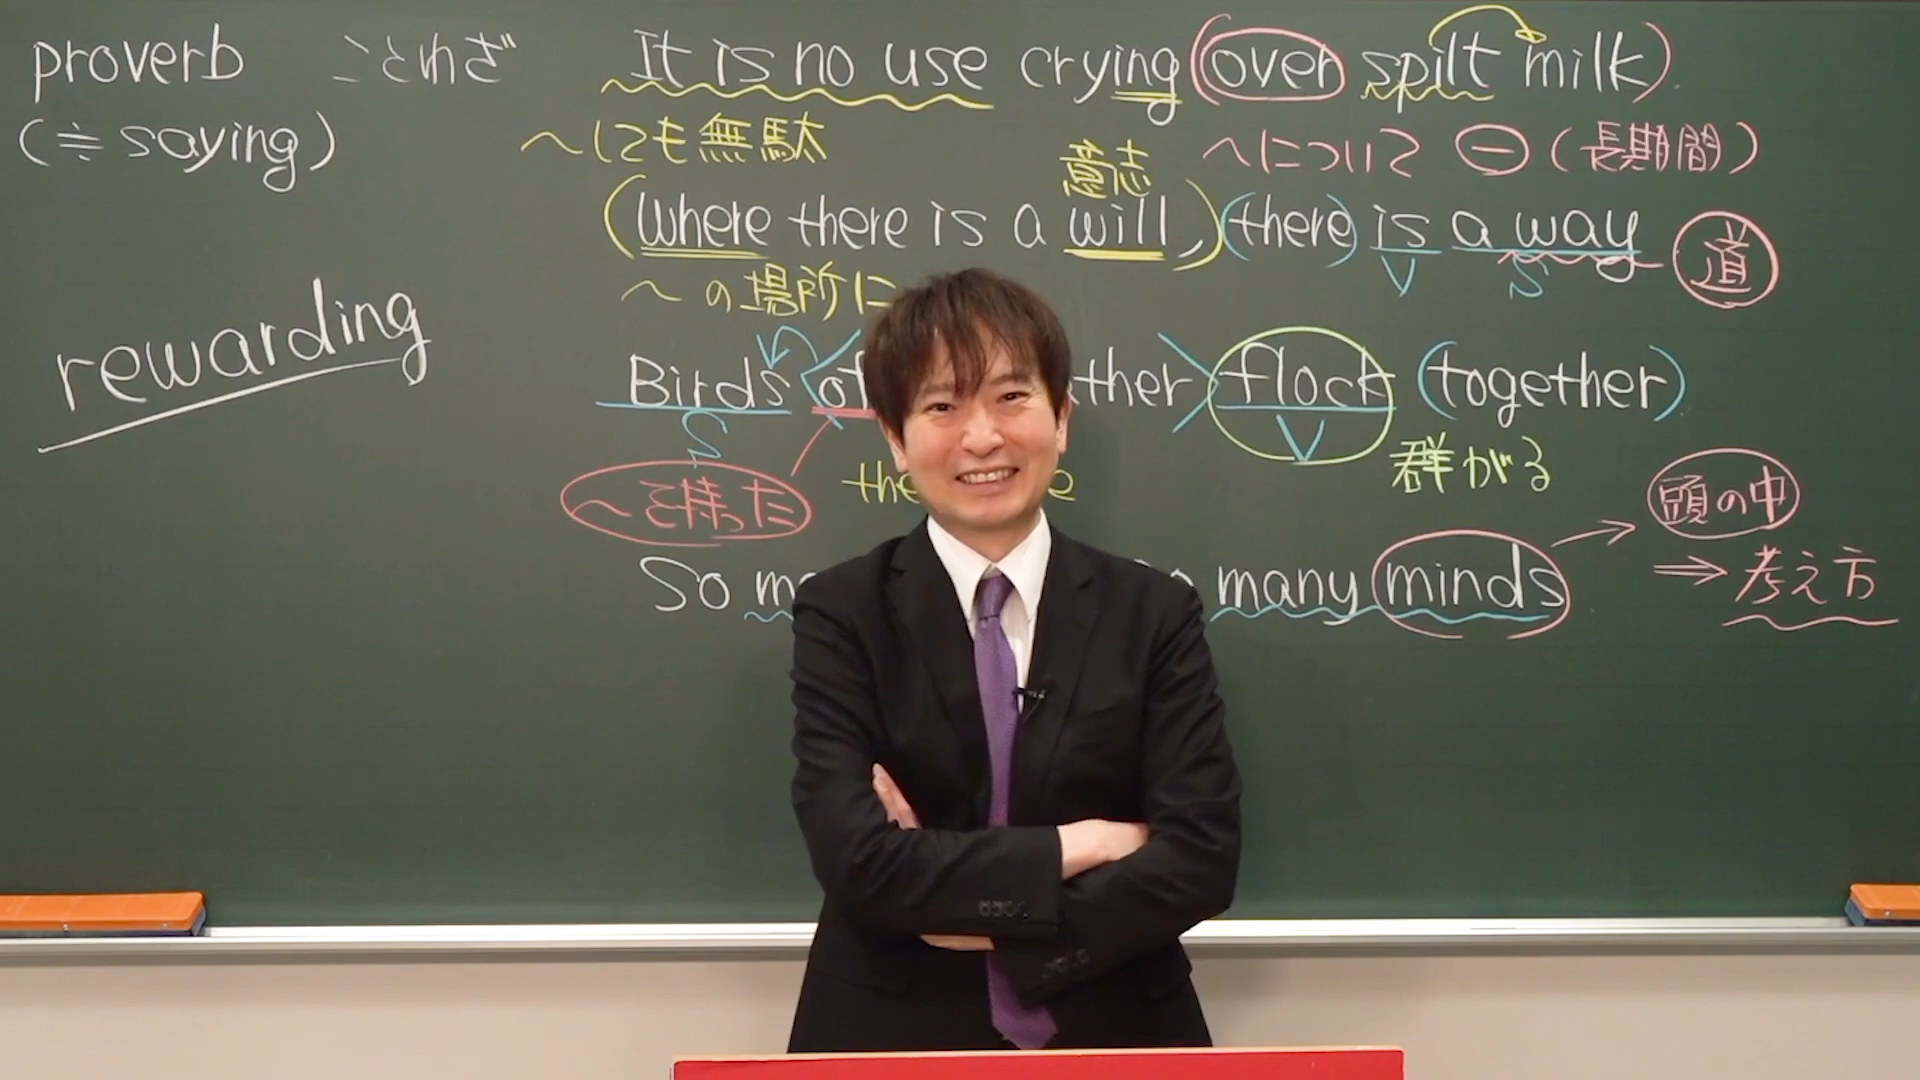 proverb ことわざ
(≒ saying)
rewarding
It is no use crying (over spilt milk).
〜しても無駄
〜について ⊖ (長期間)
意志
(Where there is a will,) (there) is a way 道
V S
〜の場所に
Birds of ther flock (together)
S V
〜を持った
群がる
So many minds
頭の中
⇒ 考え方